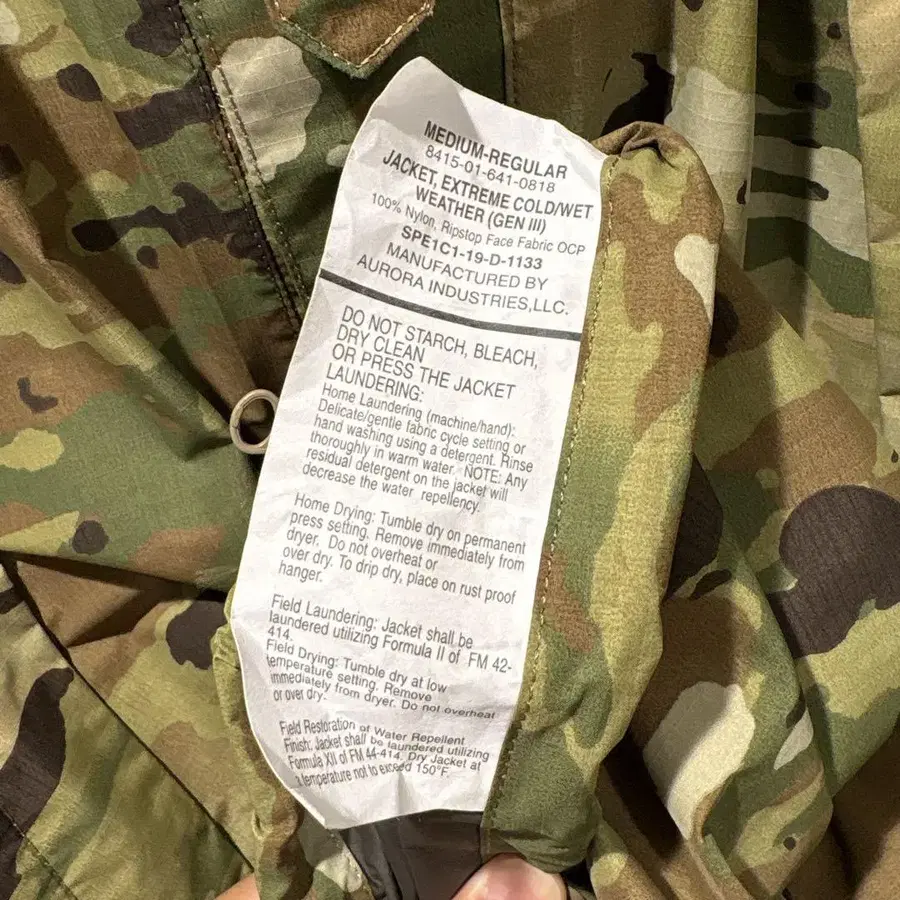 MEDIUM-REGULAR
8415-01-641-0818
JACKET, EXTREME COLD/WET
WEATHER (GEN III)
100% Nylon, Ripstop Face Fabric OCP
SPE1C1-19-D-1133
MANUFACTURED BY
AURORA INDUSTRIES,LLC.
DO NOT STARCH, BLEACH,
DRY CLEAN
OR PRESS THE JACKET
LAUNDERING:
Home Laundering (machine/hand):
Delicate/gentle fabric cycle setting or
hand washing using a detergent. Rinse
thoroughly in warm water. NOTE: Any
residual detergent on the jacket will
decrease the water repellency.
Home Drying: Tumble dry on permanent
press setting. Remove immediately from
dryer. Do not overheat or
over dry. To drip dry, place on rust proof
hanger.
Field Laundering: Jacket shall be
laundered utilizing Formula II of FM 42-
414.
Field Drying: Tumble dry at low
temperature setting. Remove
immediately from dryer. Do not overheat
or over dry.
Field Restoration of Water Repellent
Finish: Jacket shall be laundered utilizing
Formula XII of FM 44-414. Dry Jacket at
a temperature not to exceed 150°F.